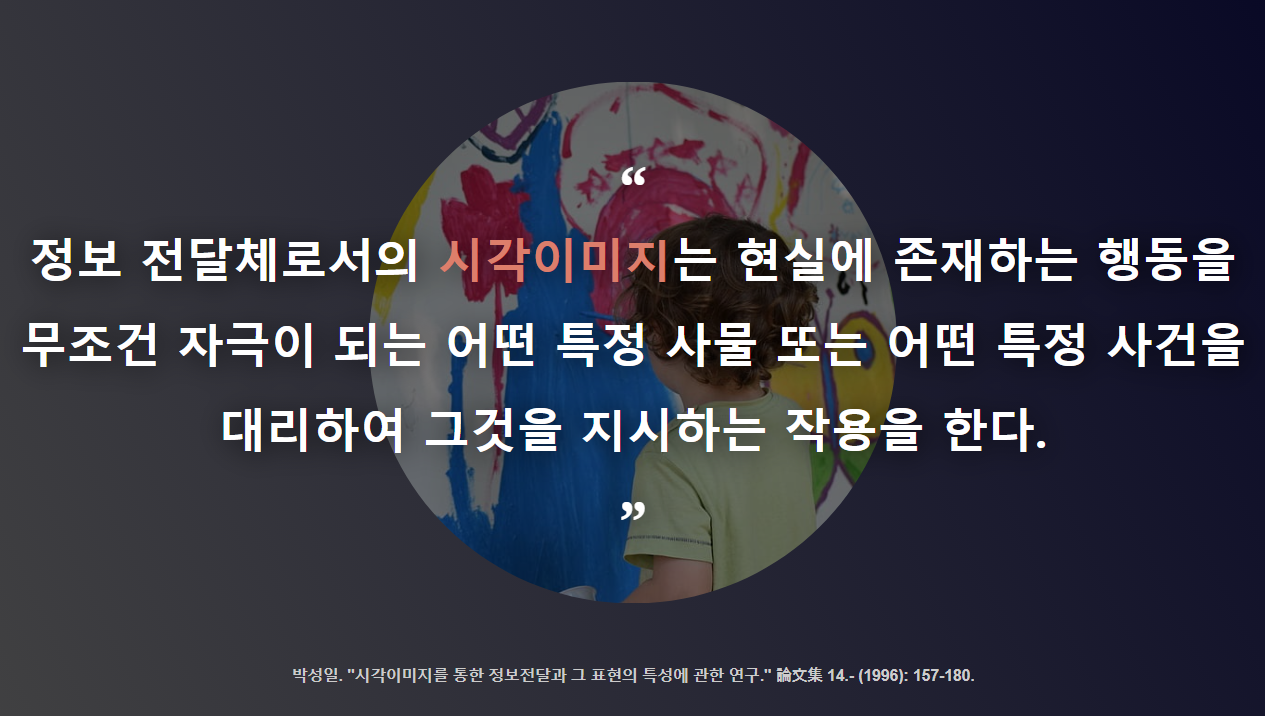 “
정보 전달체로서의 시각이미지는 현실에 존재하는 행동을
무조건 자극이 되는 어떤 특정 사물 또는 어떤 특정 사건을
대리하여 그것을 지시하는 작용을 한다.
”
박성일. "시각이미지를 통한 정보전달과 그 표현의 특성에 관한 연구." 論文集 14.- (1996): 157-180.